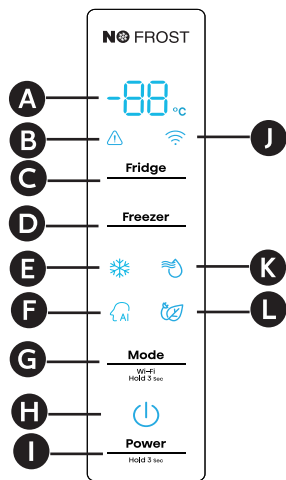 NO FROST
A
-88 °C
B
J
C
Fridge
D
Freezer
E
K
F
AI
L
G
Mode
Wi-Fi
Hold 3 sec
H
I
Power
Hold 3 sec